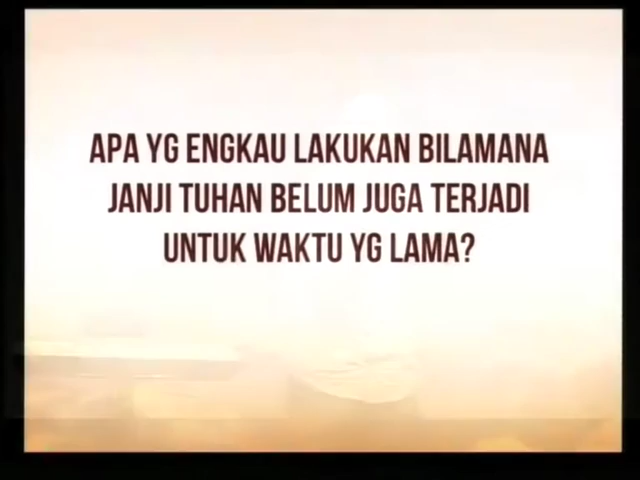 APA YG ENGKAU LAKUKAN BILAMANA
JANJI TUHAN BELUM JUGA TERJADI
UNTUK WAKTU YG LAMA?